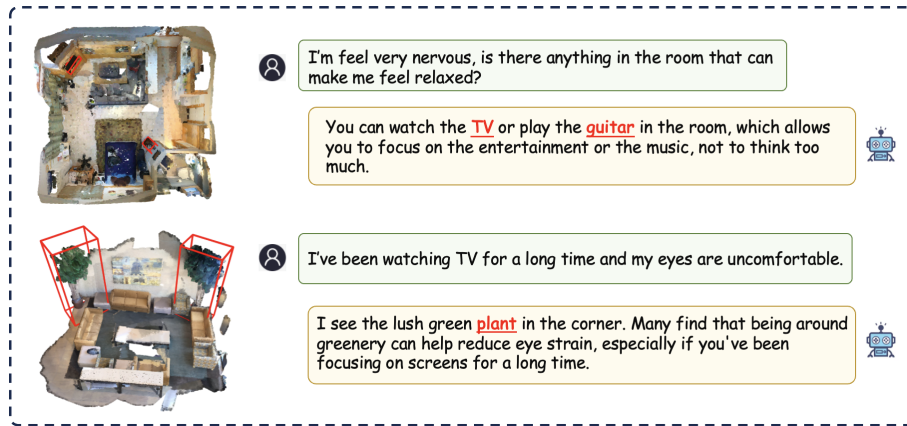 I'm feel very nervous, is there anything in the room that can
make me feel relaxed?
You can watch the TV or play the guitar in the room, which allows
you to focus on the entertainment or the music, not to think too
much.
I've been watching TV for a long time and my eyes are uncomfortable.
I see the lush green plant in the corner. Many find that being around
greenery can help reduce eye strain, especially if you've been
focusing on screens for a long time.